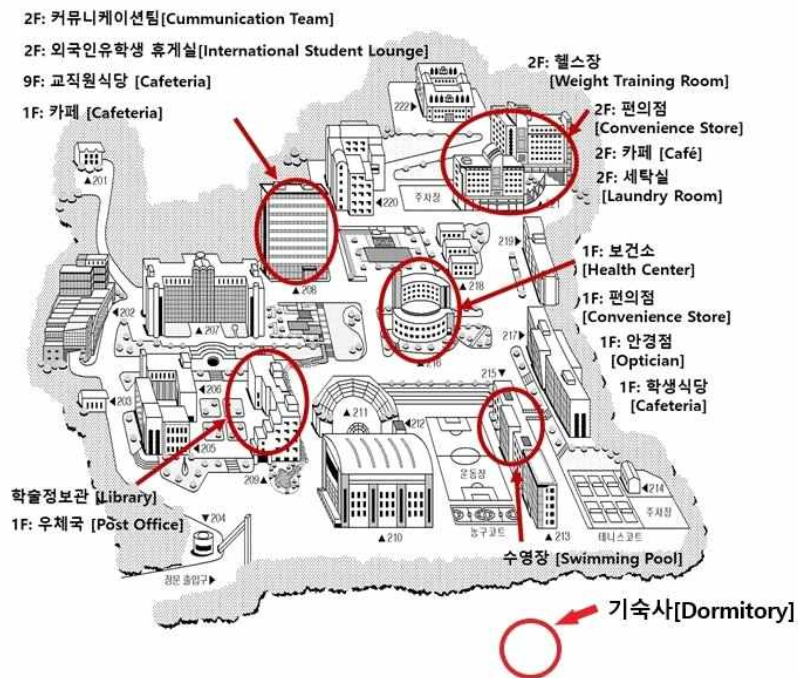 2F: 커뮤니케이션팀[Cummunication Team]
2F: 외국인유학생 휴게실[International Student Lounge]
9F: 교직원식당 [Cafeteria]
1F: 카페 [Cafeteria]
2F: 헬스장
[Weight Training Room]
2F: 편의점
[Convenience Store]
2F: 카페 [Café]
2F: 세탁실
[Laundry Room]
222▶
▲201
◀220
주차장
219▶
1F: 보건소
[Health Center]
▲218
▲208
◀202
▲207
1F: 편의점
[Convenience Store]
217▶
1F: 안경점
[Optician]
215▼
1F: 학생식당
[Cafeteria]
◀206
◀203
▲211
◀212
◀205
209▲
운동장
◀214
학술정보관 [Library]
1F: 우체국 [Post Office]
▼204
▲210
농구코트
▲213
테니스코트
주차장
수영장 [Swimming Pool]
정문 출입구▶
기숙사[Dormitory]